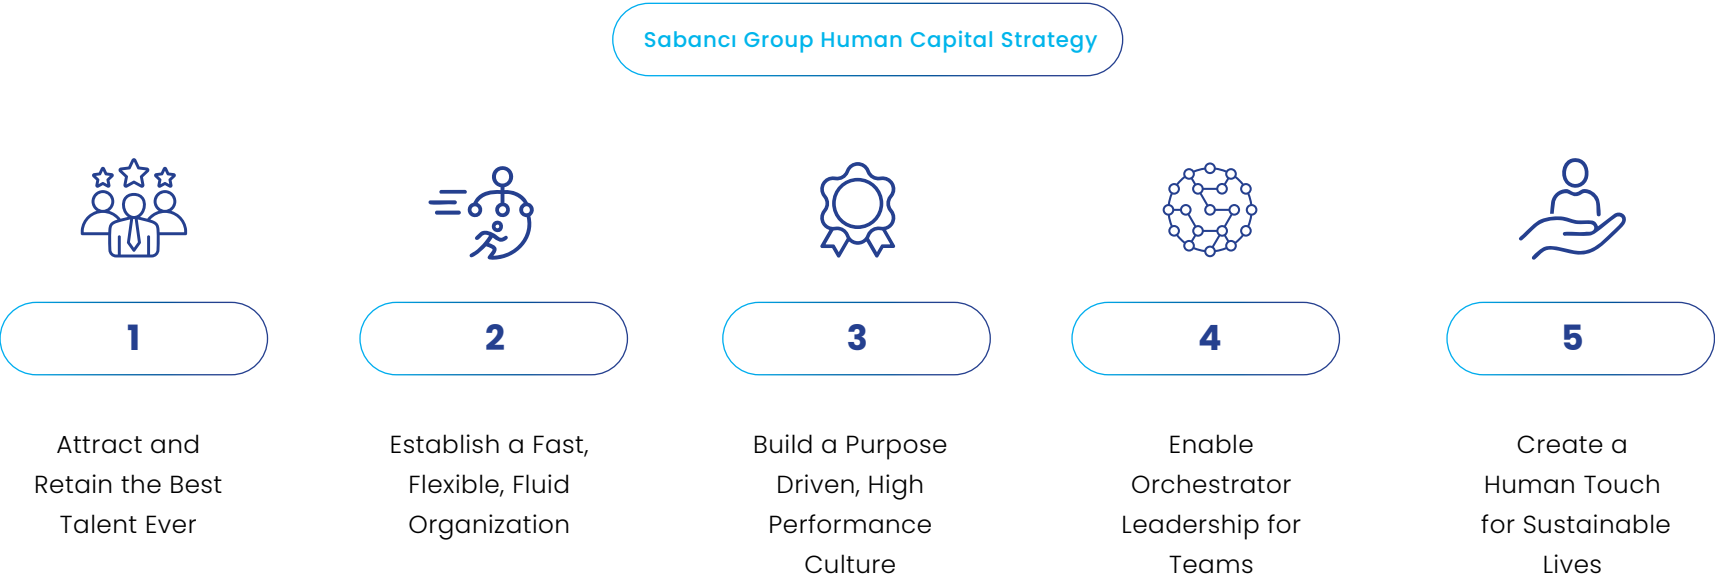 Sabancı Group Human Capital Strategy
1
Attract and
Retain the Best
Talent Ever
2
Establish a Fast,
Flexible, Fluid
Organization
3
Build a Purpose
Driven, High
Performance
Culture
4
Enable
Orchestrator
Leadership for
Teams
5
Create a
Human Touch
for Sustainable
Lives